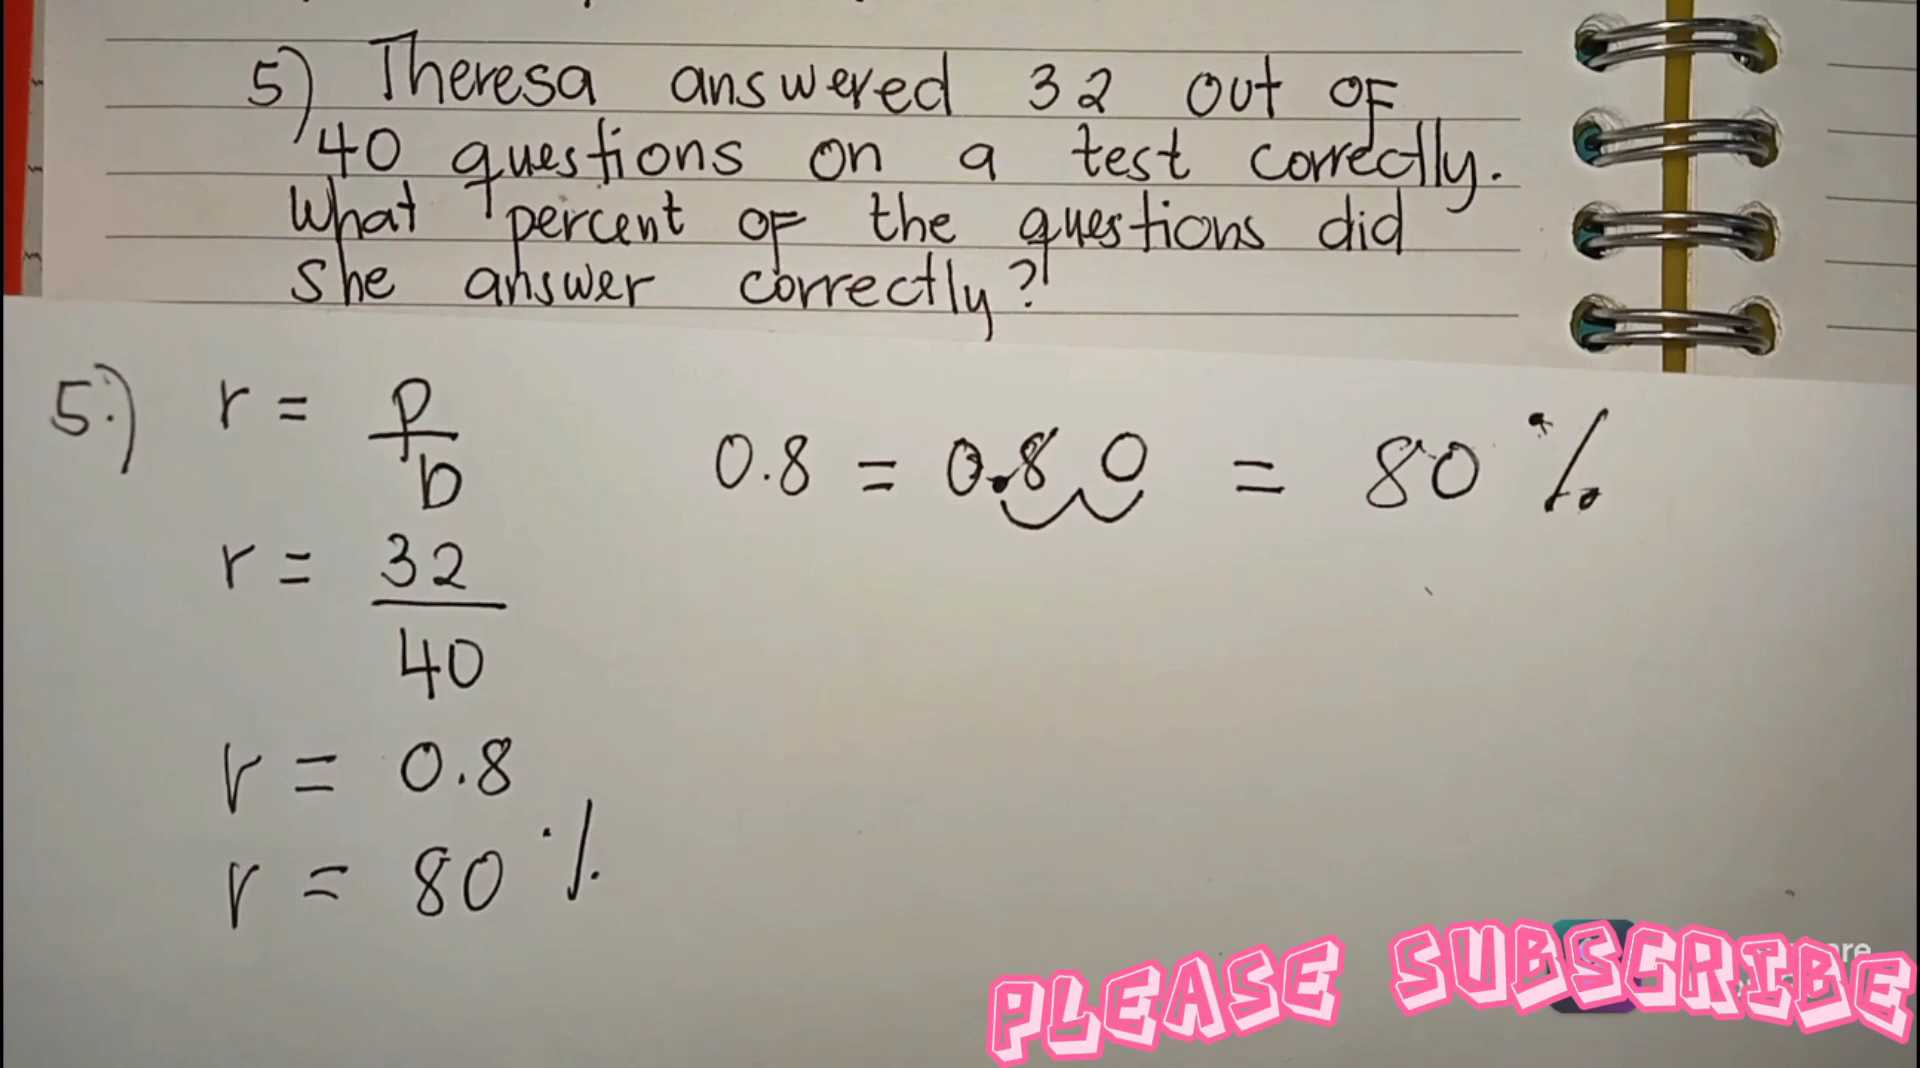 5) Theresa answered 32 out of
40 questions on a test correctly.
What percent of the questions did
she answer correctly?
5.) r = p/b
0.8 = 0.80 = 80%
r = 32/40
r = 0.8
r = 80%
PLEASE SUBSCRIBE